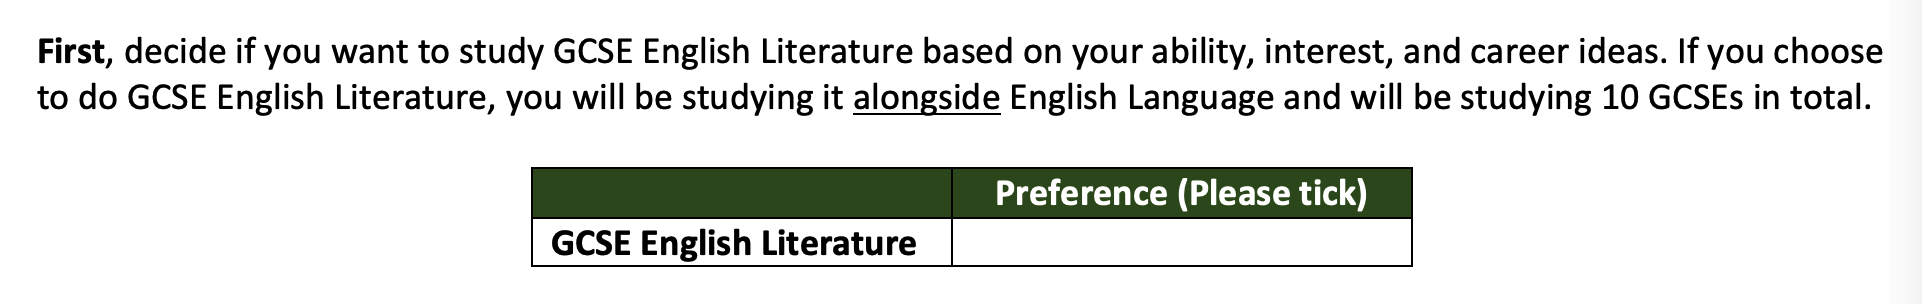 First, decide if you want to study GCSE English Literature based on your ability, interest, and career ideas. If you choose
to do GCSE English Literature, you will be studying it alongside English Language and will be studying 10 GCSEs in total.
Preference (Please tick)
GCSE English Literature